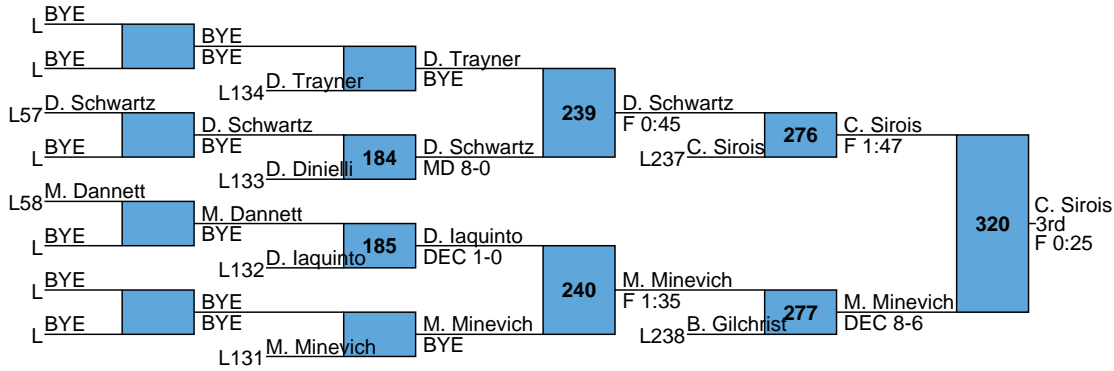 BYE
L
BYE
BYE
BYE
L
D. Trayner
L134
D. Trayner
BYE
L57
D. Schwartz
D. Schwartz
BYE
BYE
L
184
D. Schwartz
MD 8-0
L133
D. Dinielli
239
D. Schwartz
F 0:45
276
L237
C. Sirois
C. Sirois
F 1:47
L58
M. Dannett
M. Dannett
BYE
BYE
L
185
D. Iaquinto
DEC 1-0
L132
D. Iaquinto
BYE
L
BYE
BYE
BYE
L
M. Minevich
BYE
L131
M. Minevich
240
M. Minevich
F 1:35
277
L238
B. Gilchrist
M. Minevich
DEC 8-6
320
C. Sirois
3rd
F 0:25